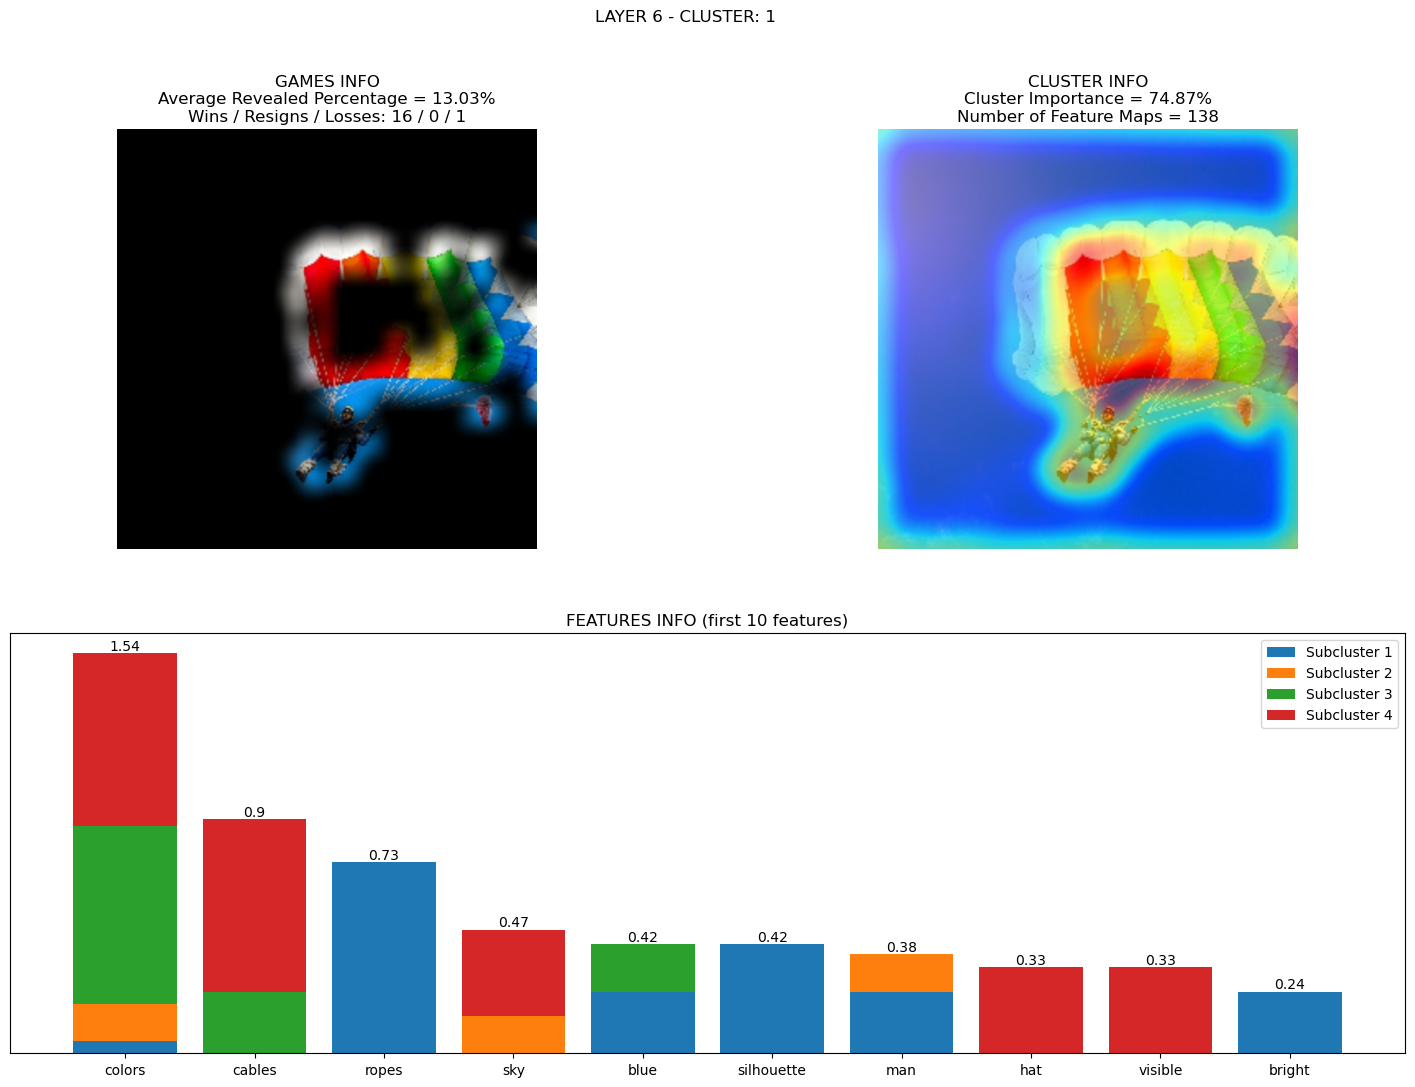 LAYER 6 - CLUSTER: 1
GAMES INFO
Average Revealed Percentage = 13.03%
Wins / Resigns / Losses: 16 / 0 / 1
CLUSTER INFO
Cluster Importance = 74.87%
Number of Feature Maps = 138
FEATURES INFO (first 10 features)
1.54
0.9
0.73
0.47
0.42
0.42
0.38
0.33
0.33
0.24
Subcluster 1
Subcluster 2
Subcluster 3
Subcluster 4
colors
cables
ropes
sky
blue
silhouette
man
hat
visible
bright